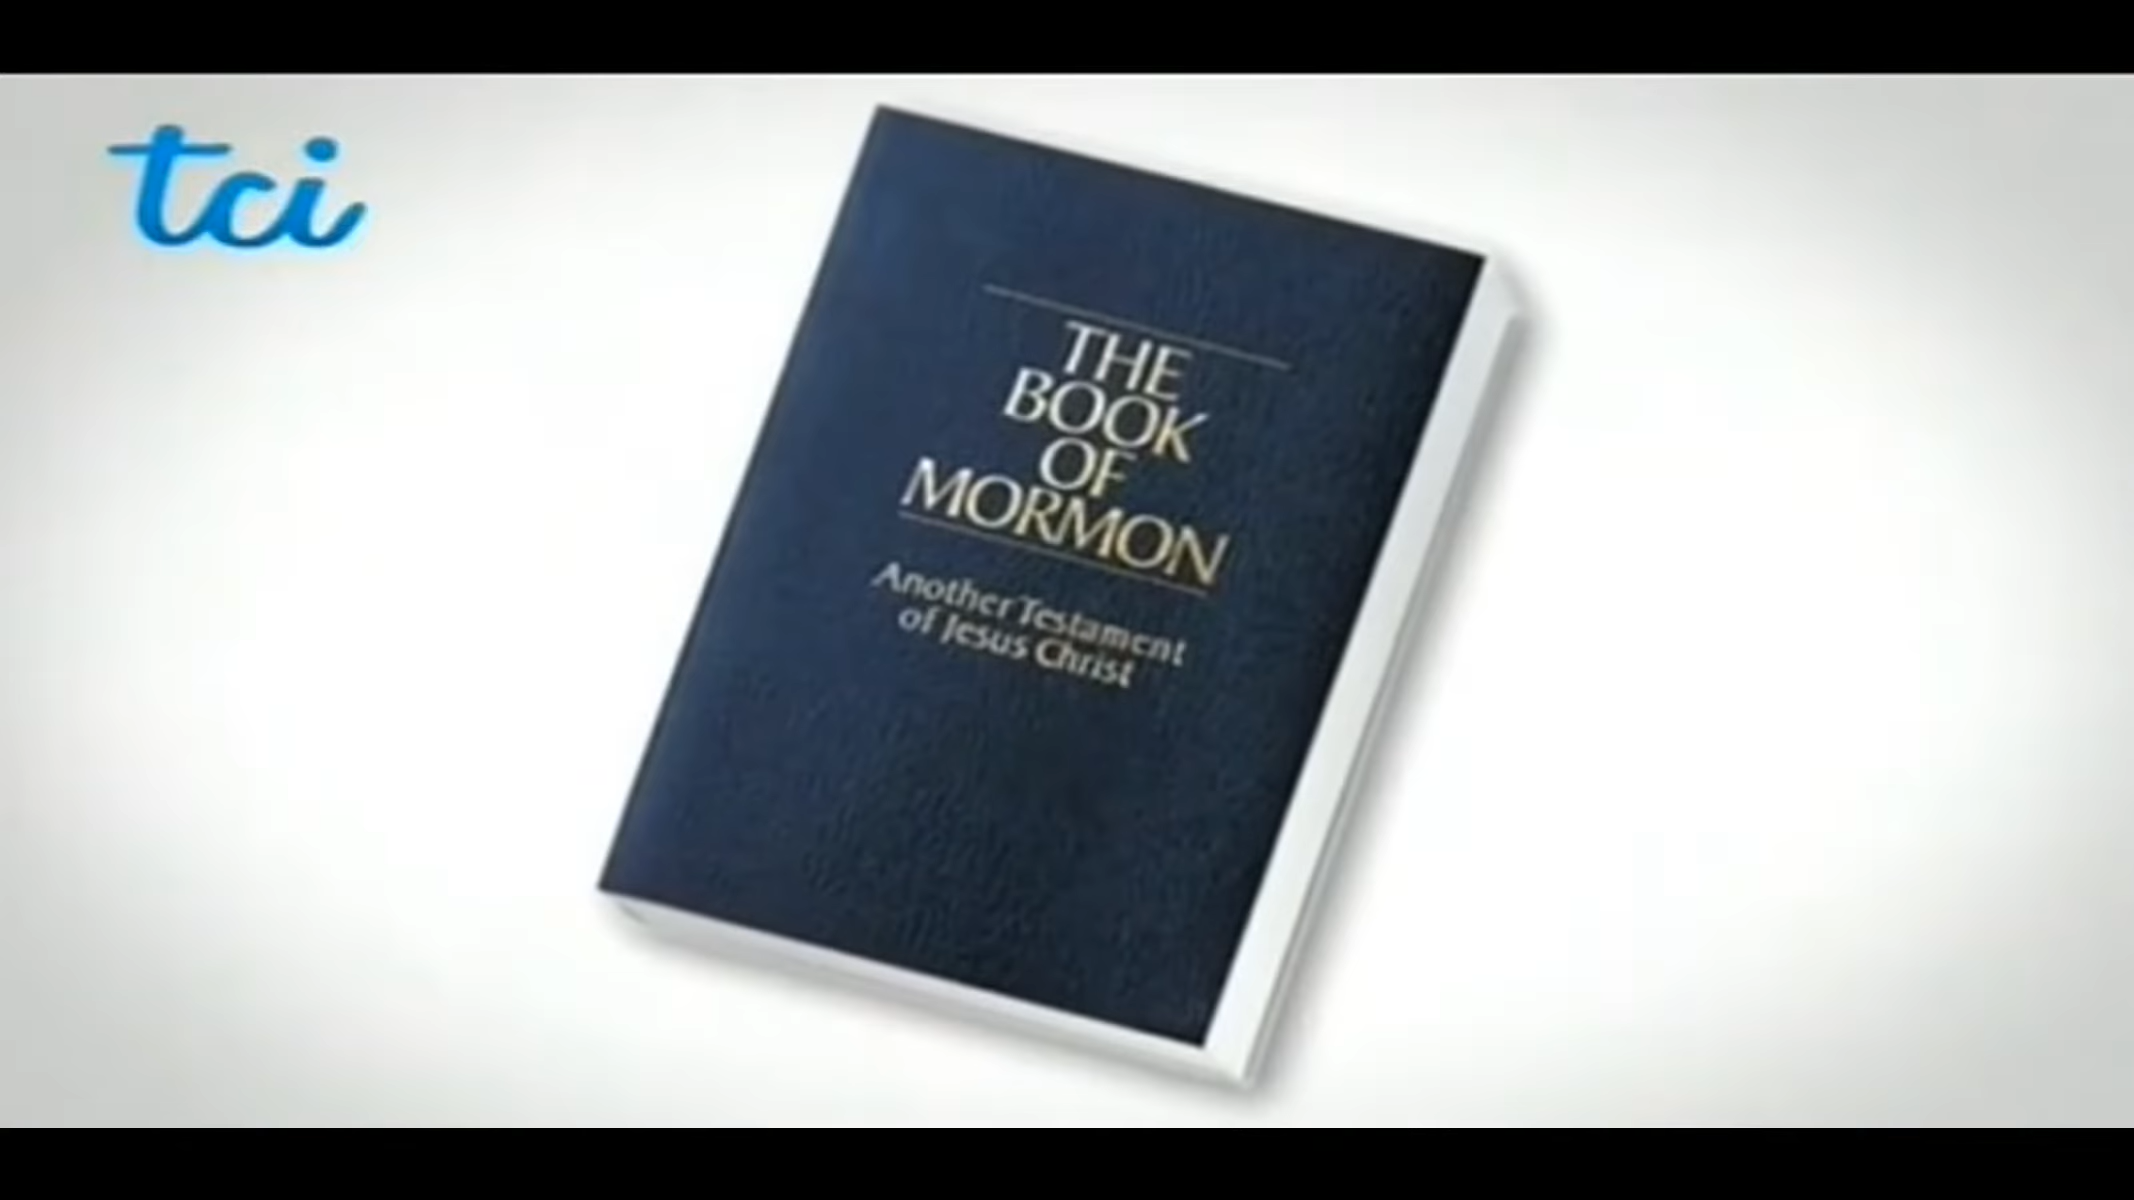 tci
THE
BOOK
OF
MORMON
Another Testament
of Jesus Christ